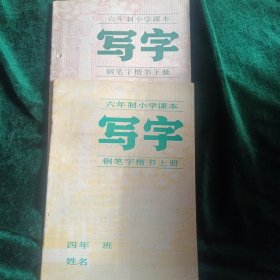 六年制小学课本
写字
钢笔字楷书下册
六年制小学课本
写字
钢笔字楷书上册
四年 班
姓名